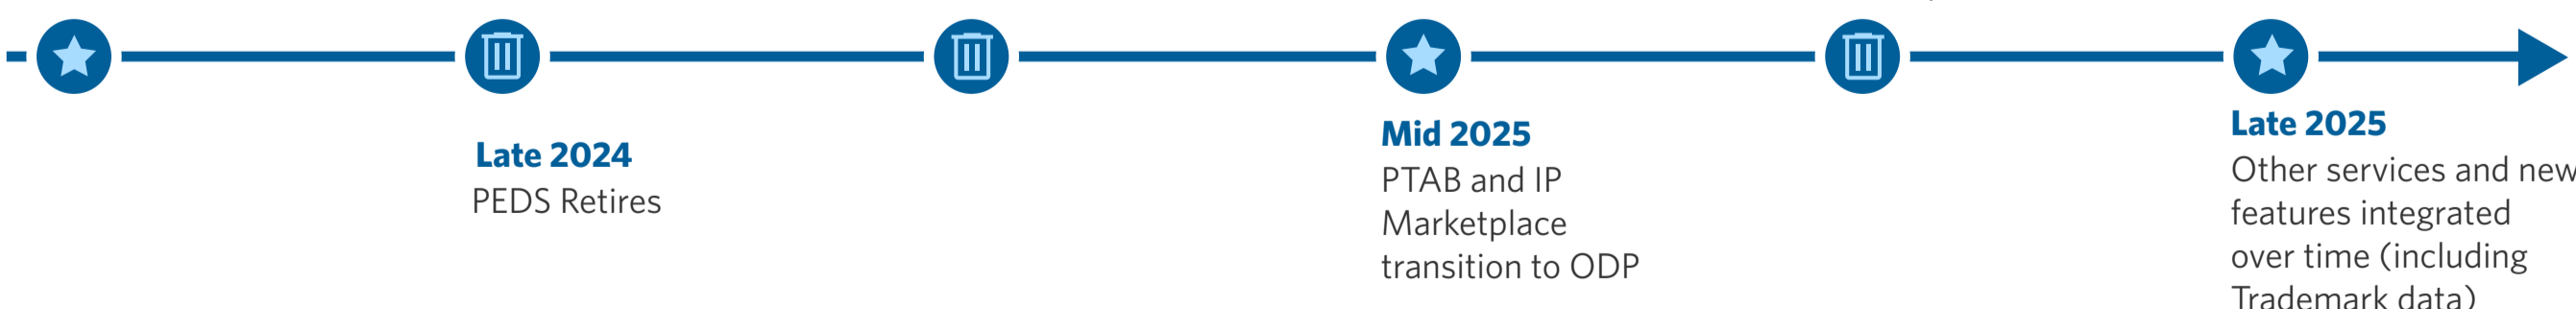 Late 2024
PEDS Retires
Mid 2025
PTAB and IP
Marketplace
transition to ODP
Late 2025
Other services and new
features integrated
over time (including
Trademark data)